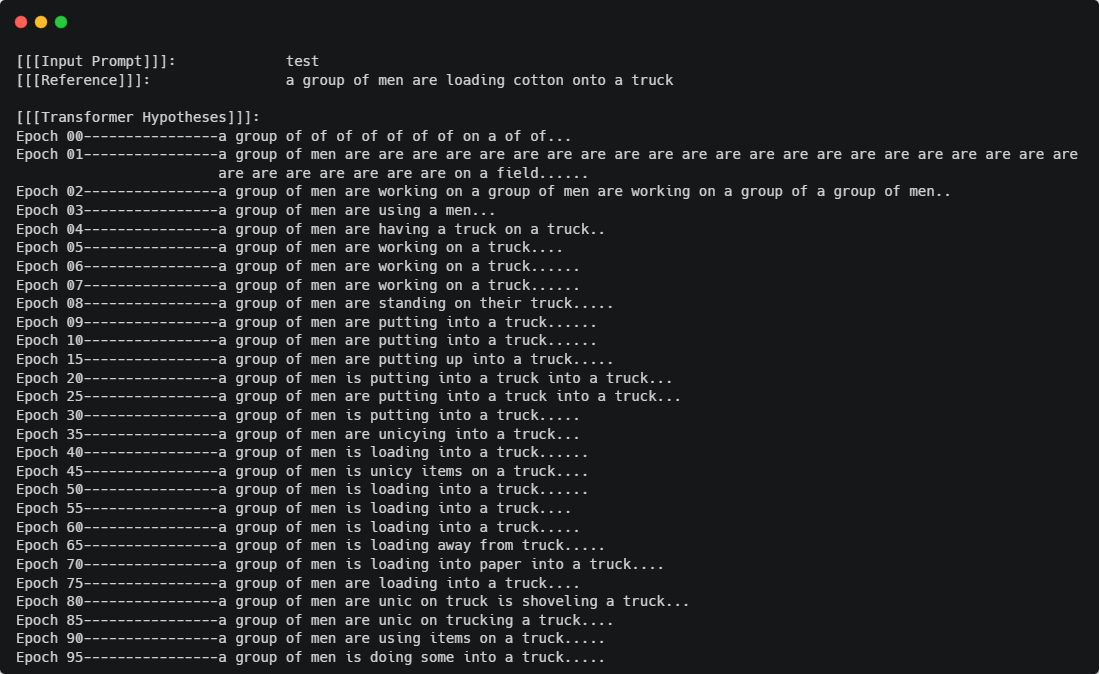 [[[Input Prompt]]]:             test
[[[Reference]]]:                a group of men are loading cotton onto a truck
[[[Transformer Hypotheses]]]:
Epoch 00----------------a group of of of of of of of on a of of...
Epoch 01----------------a group of men are are are are are are are are are are are are are are are are are are are are are are
                        are are are are are are are on a field......
Epoch 02----------------a group of men are working on a group of men are working on a group of a group of men..
Epoch 03----------------a group of men are using a men...
Epoch 04----------------a group of men are having a truck on a truck..
Epoch 05----------------a group of men are working on a truck....
Epoch 06----------------a group of men are working on a truck......
Epoch 07----------------a group of men are working on a truck......
Epoch 08----------------a group of men are standing on their truck.....
Epoch 09----------------a group of men are putting into a truck......
Epoch 10----------------a group of men are putting into a truck......
Epoch 15----------------a group of men are putting up into a truck.....
Epoch 20----------------a group of men is putting into a truck into a truck...
Epoch 25----------------a group of men are putting into a truck into a truck...
Epoch 30----------------a group of men is putting into a truck.....
Epoch 35----------------a group of men are unicying into a truck...
Epoch 40----------------a group of men is loading into a truck......
Epoch 45----------------a group of men is unicy items on a truck....
Epoch 50----------------a group of men is loading into a truck......
Epoch 55----------------a group of men is loading into a truck....
Epoch 60----------------a group of men is loading into a truck.....
Epoch 65----------------a group of men is loading away from truck.....
Epoch 70----------------a group of men is loading into paper into a truck....
Epoch 75----------------a group of men are loading into a truck....
Epoch 80----------------a group of men are unic on truck is shoveling a truck...
Epoch 85----------------a group of men are unic on trucking a truck....
Epoch 90----------------a group of men are using items on a truck.....
Epoch 95----------------a group of men is doing some into a truck.....